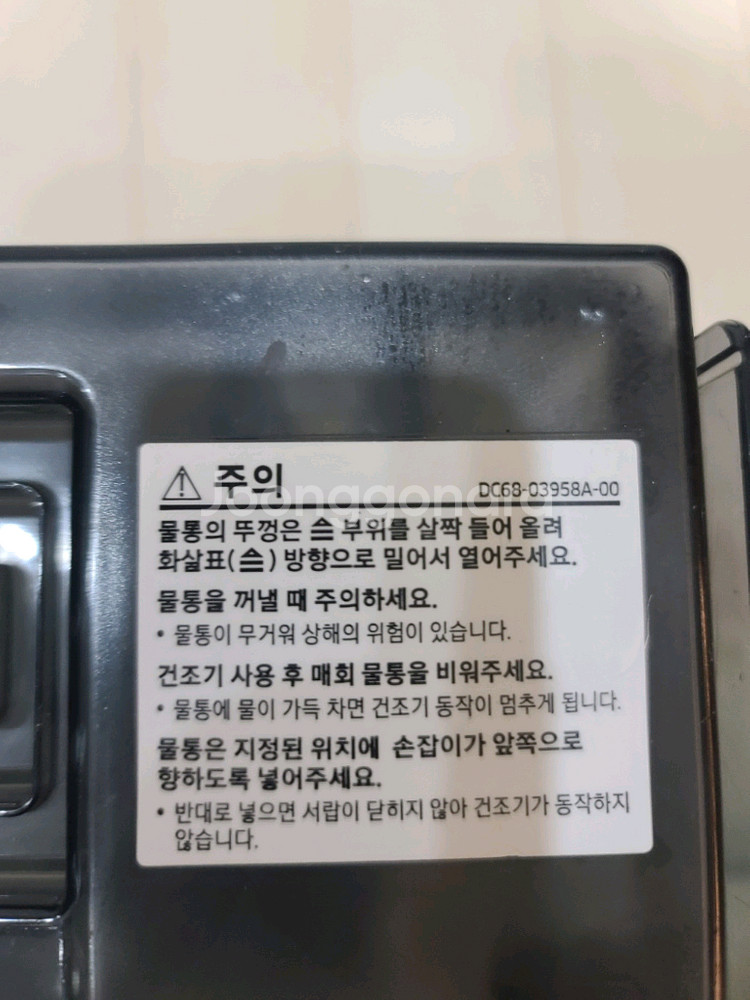 ⚠ 주의
DC68-03958A-00
Joonggonara
물통의 뚜껑은 ≙ 부위를 살짝 들어 올려
화살표(≙) 방향으로 밀어서 열어주세요.
물통을 꺼낼 때 주의하세요.
• 물통이 무거워 상해의 위험이 있습니다.
건조기 사용 후 매회 물통을 비워주세요.
• 물통에 물이 가득 차면 건조기 동작이 멈추게 됩니다.
물통은 지정된 위치에 손잡이가 앞쪽으로
향하도록 넣어주세요.
• 반대로 넣으면 서랍이 닫히지 않아 건조기가 동작하지
않습니다.